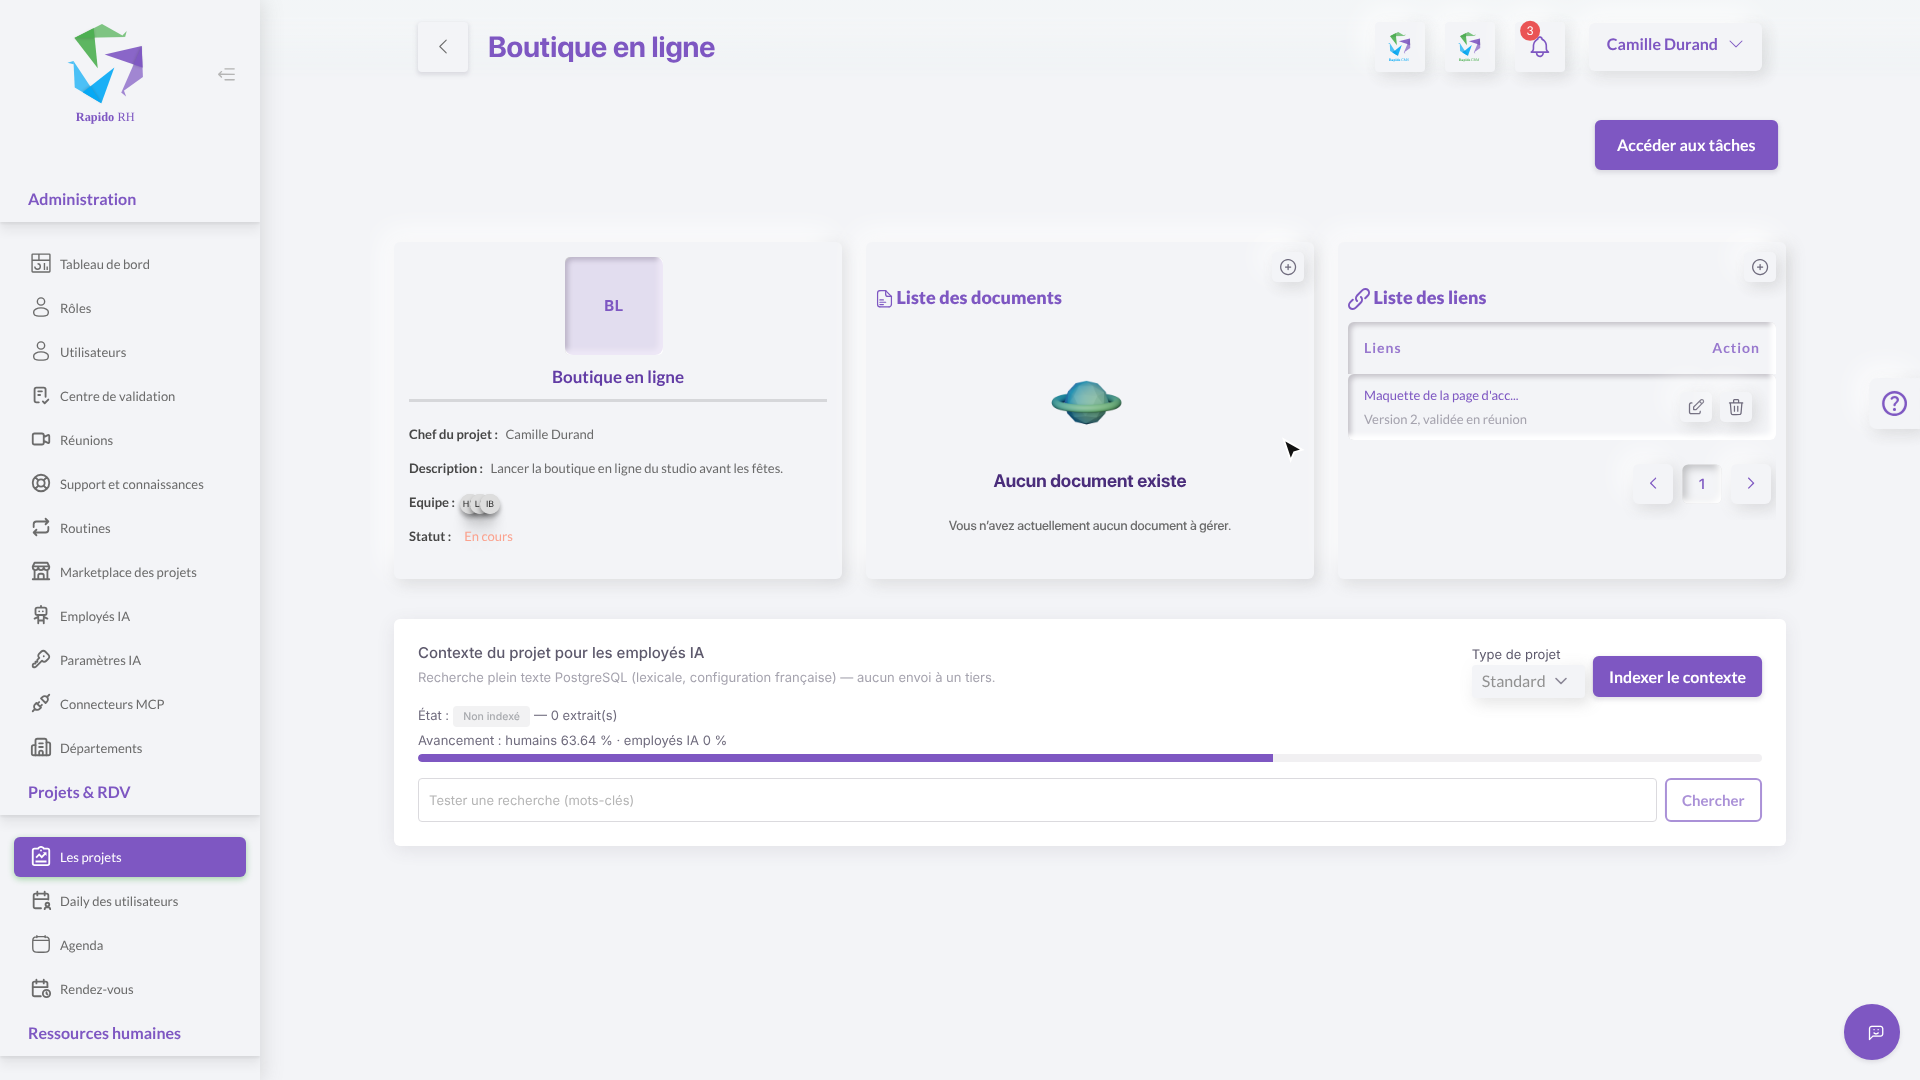 Rapido RH
Administration
Tableau de bord
Rôles
Utilisateurs
Centre de validation
Réunions
Support et connaissances
Routines
Marketplace des projets
Employés IA
Paramètres IA
Connecteurs MCP
Départements
Projets & RDV
Les projets
Daily des utilisateurs
Agenda
Rendez-vous
Ressources humaines
Boutique en ligne
3
Camille Durand
Accéder aux tâches
BL
Boutique en ligne
Chef du projet : Camille Durand
Description : Lancer la boutique en ligne du studio avant les fêtes.
Equipe : H L IB
Statut : En cours
Liste des documents
Aucun document existe
Vous n'avez actuellement aucun document à gérer.
Liste des liens
Liens Action
Maquette de la page d'acc...
Version 2, validée en réunion
1
Contexte du projet pour les employés IA
Recherche plein texte PostgreSQL (lexicale, configuration française) — aucun envoi à un tiers.
Type de projet
Standard
Indexer le contexte
État : Non indexé — 0 extrait(s)
Avancement : humains 63.64 % · employés IA 0 %
Tester une recherche (mots-clés)
Chercher